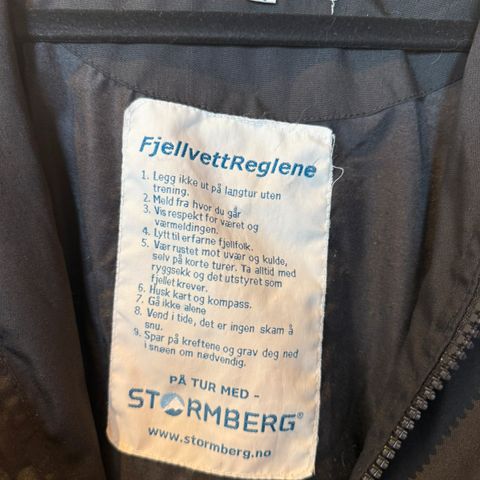 FjellvettReglene
1. Legg ikke ut på langtur uten
trening.
2. Meld fra hvor du går
3. Vis respekt for været og
værmeldingen.
4. Lytt til erfarne fjellfolk.
5. Vær rustet mot uvær og kulde,
selv på korte turer. Ta alltid med
ryggsekk og det utstyret som
fjellet krever.
6. Husk kart og kompass.
7. Gå ikke alene
8. Vend i tide, det er ingen skam å
snu.
9. Spar på kreftene og grav deg ned
i snøen om nødvendig.
PÅ TUR MED -
STORMBERG®
www.stormberg.no